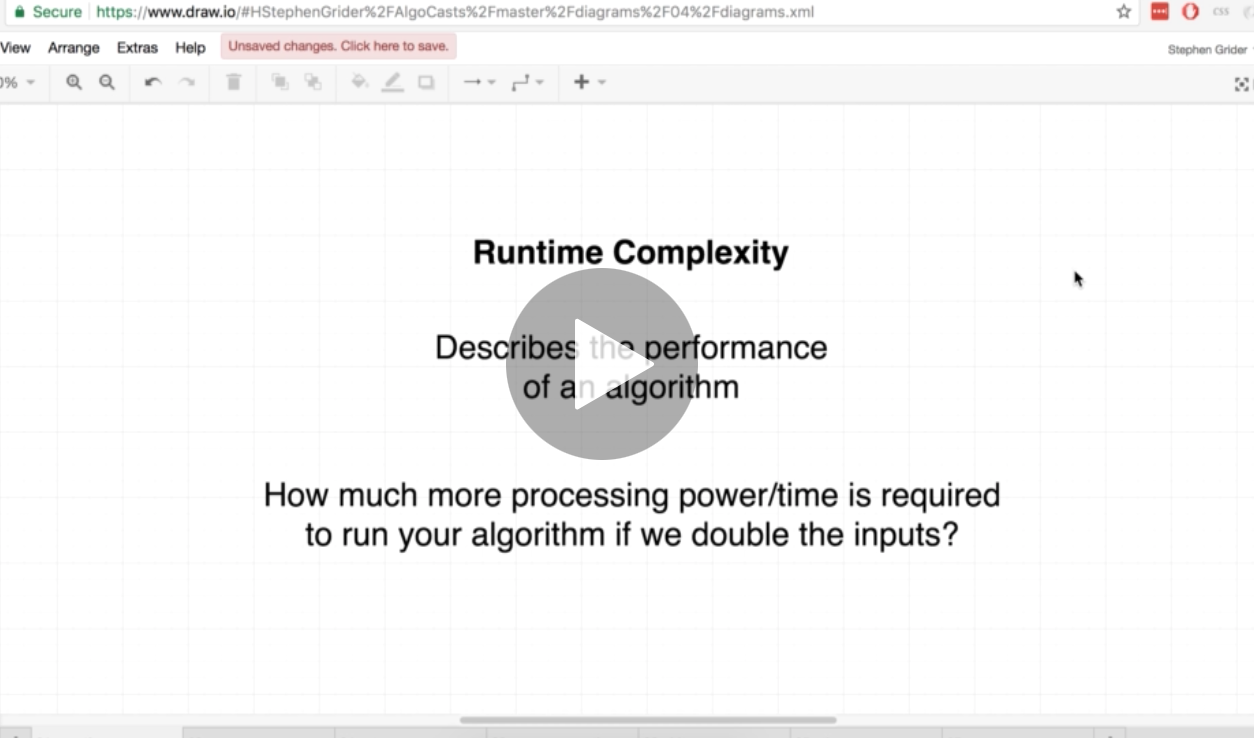 Secure https://www.draw.io/#HStephenGrider%2FAlgoCasts%2Fmaster%2Fdiagrams%2F04%2Fdiagrams.xml
CSS
View Arrange Extras Help Unsaved changes. Click here to save. Stephen Grider
0%
Runtime Complexity
Describes the performance
of an algorithm
How much more processing power/time is required
to run your algorithm if we double the inputs?